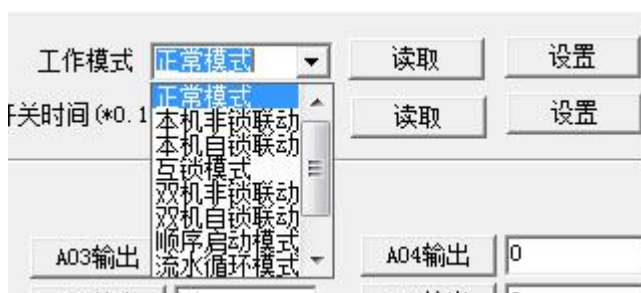 工作模式 正常模式 读取 设置
开关时间(*0.1 读取 设置
正常模式
本机非锁联动
本机自锁联动
互锁模式
双机非锁联动
双机自锁联动
顺序启动模式
流水循环模式
A03输出 A04输出 0